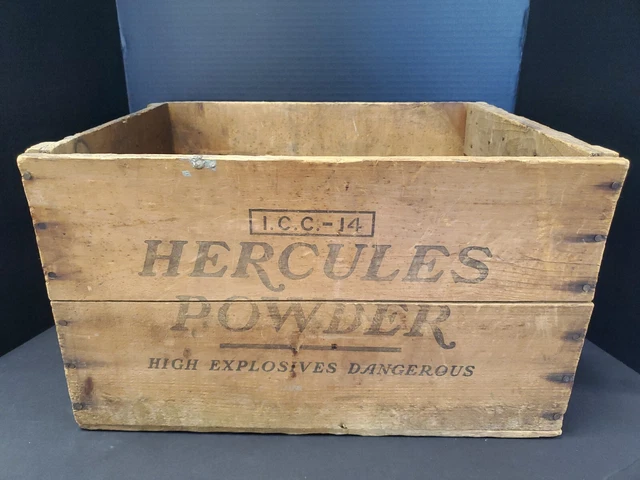 I.C.C.-14
HERCULES
POWDER
HIGH EXPLOSIVES DANGEROUS